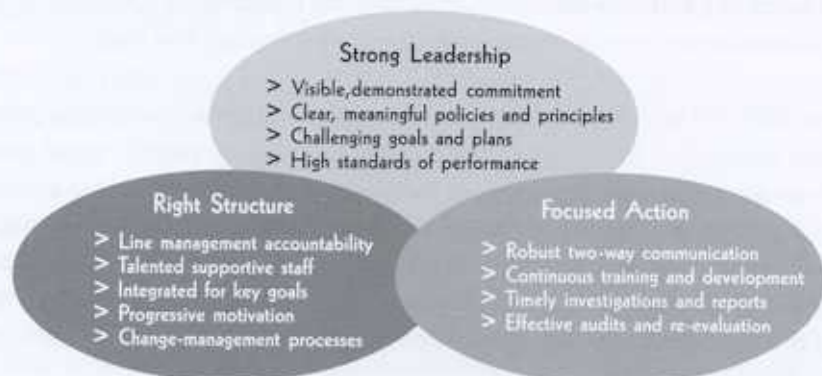 Strong Leadership
> Visible,demonstrated commitment
> Clear, meaningful policies and principles
> Challenging goals and plans
> High standards of performance
Right Structure
> Line management accountability
> Talented supportive staff
> Integrated for key goals
> Progressive motivation
> Change-management processes
Focused Action
> Robust two-way communication
> Continuous training and development
> Timely investigations and reports
> Effective audits and re-evaluation